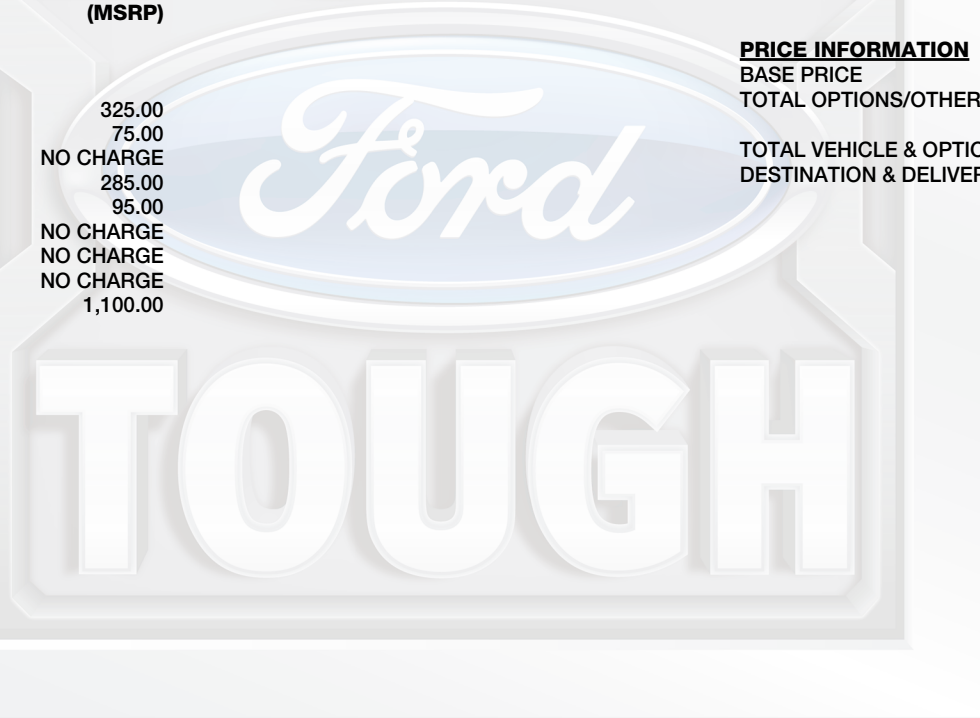 (MSRP)
325.00
75.00
NO CHARGE
285.00
95.00
NO CHARGE
NO CHARGE
NO CHARGE
1,100.00
PRICE INFORMATION
BASE PRICE
TOTAL OPTIONS/OTHER
TOTAL VEHICLE & OPTIO
DESTINATION & DELIVER
Ford
TOUGH